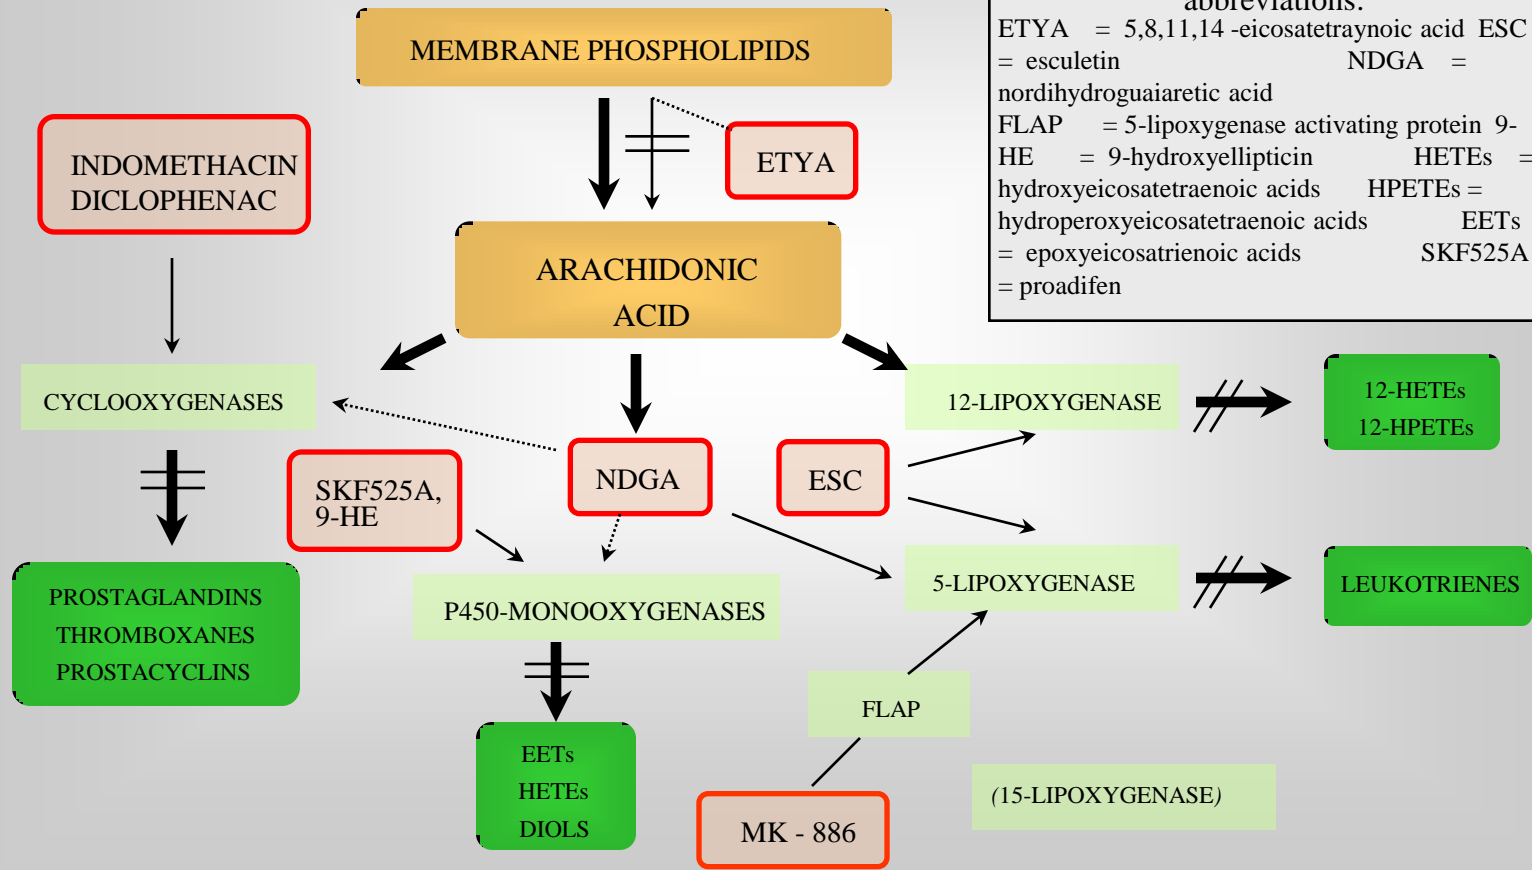 abbreviations:
ETYA = 5,8,11,14 -eicosatetraynoic acid ESC
= esculetin NDGA =
nordihydroguaiaretic acid
FLAP = 5-lipoxygenase activating protein 9-
HE = 9-hydroxyellipticin HETEs =
hydroxyeicosatetraenoic acids HPETEs =
hydroperoxyeicosatetraenoic acids EETs
= epoxyeicosatrienoic acids SKF525A
= proadifen
MEMBRANE PHOSPHOLIPIDS
INDOMETHACIN
DICLOPHENAC
ETYA
ARACHIDONIC
ACID
CYCLOOXYGENASES
12-LIPOXYGENASE
12-HETEs
12-HPETEs
SKF525A,
9-HE
NDGA
ESC
PROSTAGLANDINS
THROMBOXANES
PROSTACYCLINS
P450-MONOOXYGENASES
5-LIPOXYGENASE
LEUKOTRIENES
FLAP
EETs
HETEs
DIOLS
MK - 886
(15-LIPOXYGENASE)